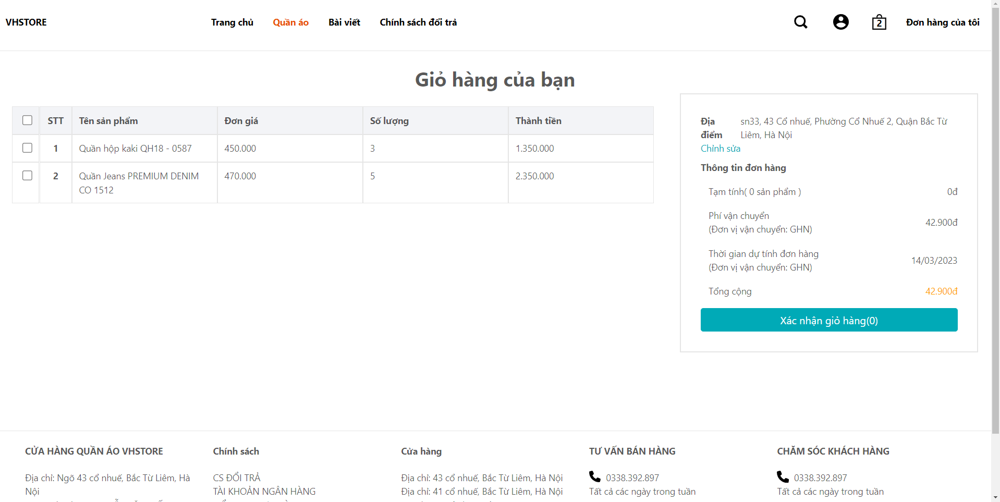 VHSTORE
Trang chủ
Quần áo
Bài viết
Chính sách đổi trả
2
Đơn hàng của tôi
Giỏ hàng của bạn
STT
Tên sản phẩm
Đơn giá
Số lượng
Thành tiền
1
Quần hộp kaki QH18 - 0587
450.000
3
1.350.000
2
Quần Jeans PREMIUM DENIM
CO 1512
470.000
5
2.350.000
Địa
điểm
sn33, 43 Cổ nhuế, Phường Cổ Nhuế 2, Quận Bắc Từ
Liêm, Hà Nội
Chỉnh sửa
Thông tin đơn hàng
Tạm tính( 0 sản phẩm )
0đ
Phí vận chuyển
(Đơn vị vận chuyển: GHN)
42.900đ
Thời gian dự tính đơn hàng
(Đơn vị vận chuyển: GHN)
14/03/2023
Tổng cộng
42.900đ
Xác nhận giỏ hàng(0)
CỬA HÀNG QUẦN ÁO VHSTORE
Địa chỉ: Ngõ 43 cổ nhuế, Bắc Từ Liêm, Hà
Nội
Chính sách
CS ĐỔI TRẢ
TÀI KHOẢN NGÂN HÀNG
Cửa hàng
Địa chỉ: 43 cổ nhuế, Bắc Từ Liêm, Hà Nội
Địa chỉ: 41 cổ nhuế, Bắc Từ Liêm, Hà Nội
TƯ VẤN BÁN HÀNG
0338.392.897
Tất cả các ngày trong tuần
CHĂM SÓC KHÁCH HÀNG
0338.392.897
Tất cả các ngày trong tuần